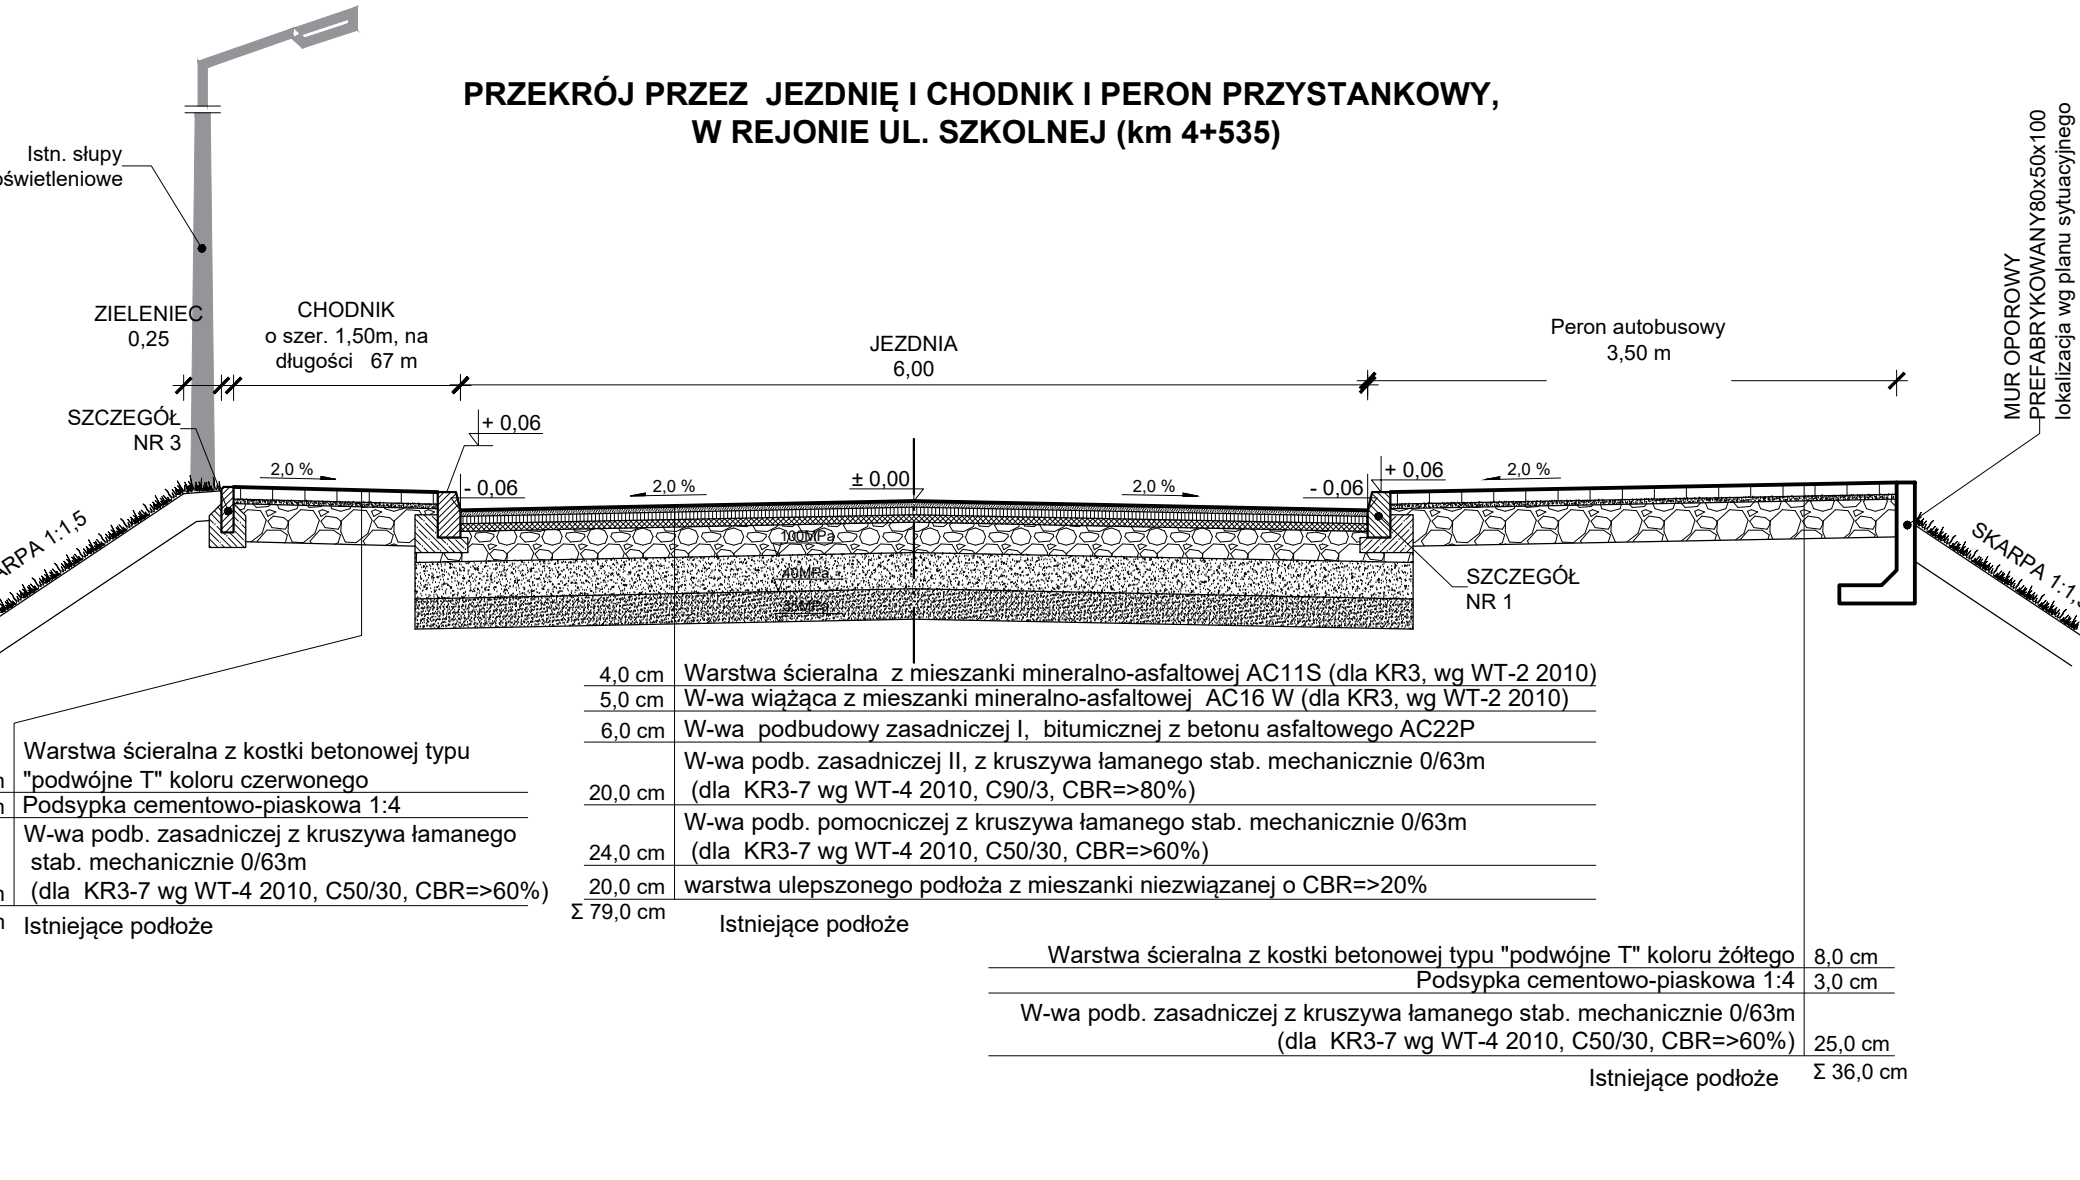 PRZEKRÓJ PRZEZ JEZDNIĘ I CHODNIK I PERON PRZYSTANKOWY,
W REJONIE UL. SZKOLNEJ (km 4+535)
Istn. słupy
oświetleniowe
ZIELENIEC
0,25
CHODNIK
o szer. 1,50m, na
długości 67 m
JEZDNIA
6,00
Peron autobusowy
3,50 m
MUR OPOROWY
PREFABRYKOWANY80x50x100
lokalizacja wg planu sytuacyjnego
SZCZEGÓŁ
NR 3
+ 0,06
2,0 %
- 0,06
2,0 %
± 0,00
2,0 %
- 0,06
+ 0,06
2,0 %
ARPA 1:1,5
SKARPA 1:1,5
100MPa
40MPa
35MPa
SZCZEGÓŁ
NR 1
4,0 cm Warstwa ścieralna z mieszanki mineralno-asfaltowej AC11S (dla KR3, wg WT-2 2010)
5,0 cm W-wa wiążąca z mieszanki mineralno-asfaltowej AC16 W (dla KR3, wg WT-2 2010)
6,0 cm W-wa podbudowy zasadniczej I, bitumicznej z betonu asfaltowego AC22P
W-wa podb. zasadniczej II, z kruszywa łamanego stab. mechanicznie 0/63m
20,0 cm (dla KR3-7 wg WT-4 2010, C90/3, CBR=>80%)
W-wa podb. pomocniczej z kruszywa łamanego stab. mechanicznie 0/63m
24,0 cm (dla KR3-7 wg WT-4 2010, C50/30, CBR=>60%)
20,0 cm warstwa ulepszonego podłoża z mieszanki niezwiązanej o CBR=>20%
Σ 79,0 cm
Istniejące podłoże
Warstwa ścieralna z kostki betonowej typu
m "podwójne T" koloru czerwonego
m Podsypka cementowo-piaskowa 1:4
W-wa podb. zasadniczej z kruszywa łamanego
stab. mechanicznie 0/63m
m (dla KR3-7 wg WT-4 2010, C50/30, CBR=>60%)
m Istniejące podłoże
Warstwa ścieralna z kostki betonowej typu "podwójne T" koloru żółtego 8,0 cm
Podsypka cementowo-piaskowa 1:4 3,0 cm
W-wa podb. zasadniczej z kruszywa łamanego stab. mechanicznie 0/63m
(dla KR3-7 wg WT-4 2010, C50/30, CBR=>60%) 25,0 cm
Istniejące podłoże Σ 36,0 cm